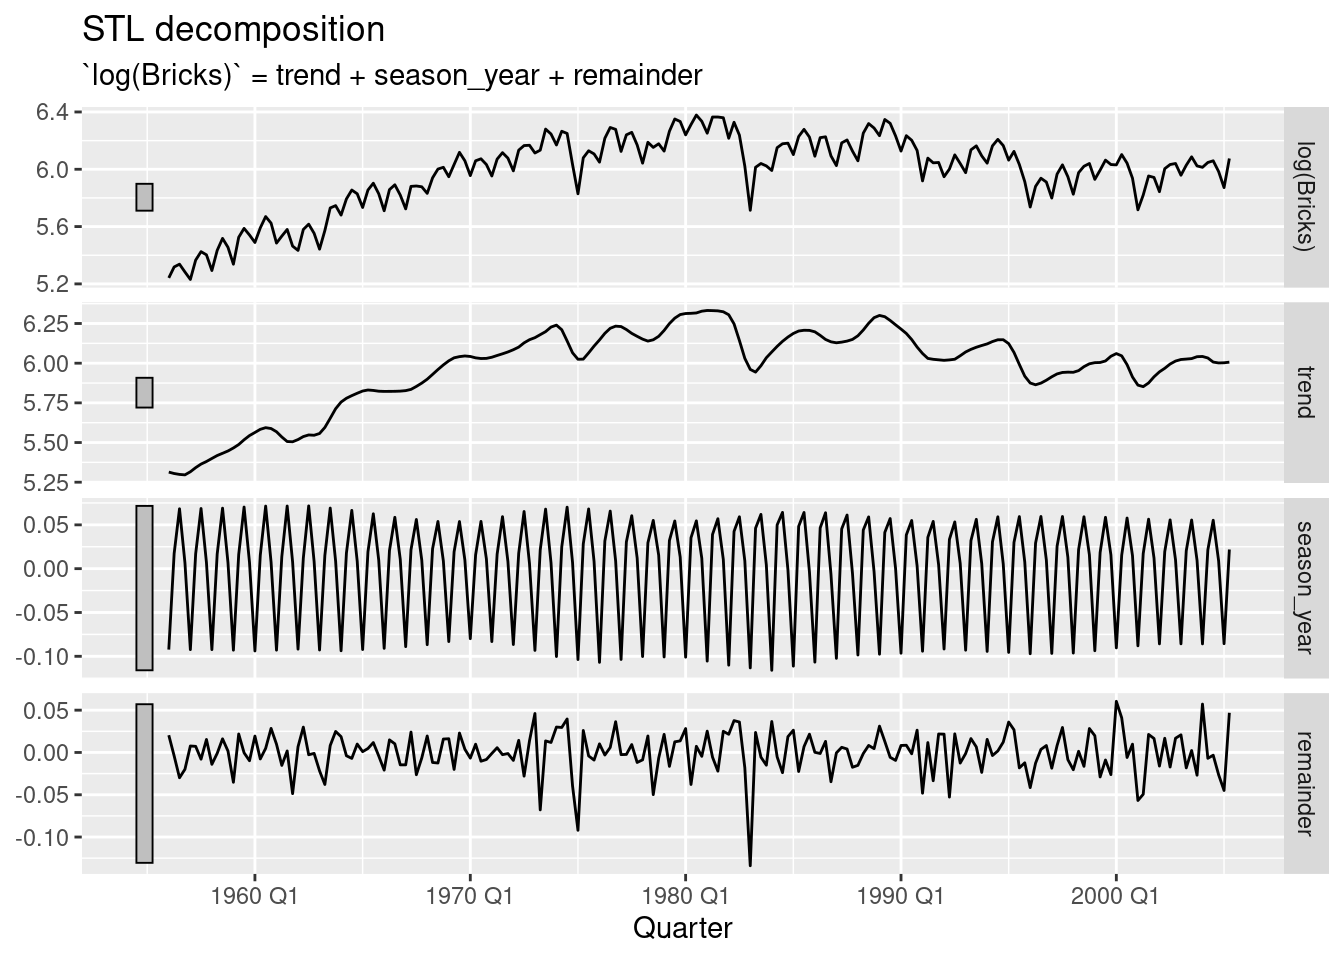 STL decomposition
`log(Bricks)` = trend + season_year + remainder
6.4
6.0
5.6
5.2
log(Bricks)
6.25
6.00
5.75
5.50
5.25
trend
0.05
0.00
-0.05
-0.10
season_year
0.05
0.00
-0.05
-0.10
remainder
1960 Q1 1970 Q1 1980 Q1 1990 Q1 2000 Q1
Quarter